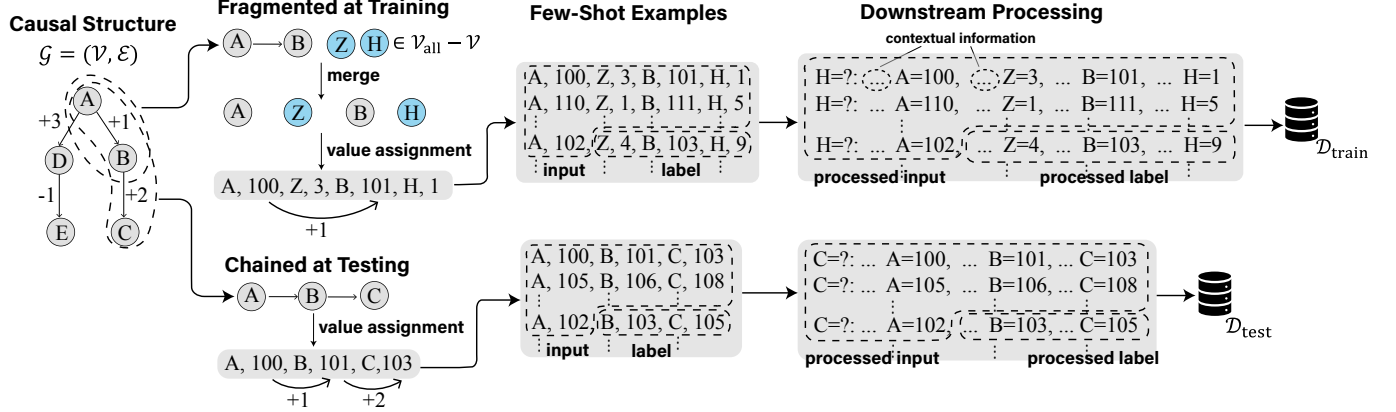 Causal Structure
𝒢 = (𝒱, ℰ)
A
+3
+1
D
B
-1
+2
E
C
Fragmented at Training
A B Z H ∈ 𝒱all − 𝒱
merge
A Z B H
value assignment
A, 100, Z, 3, B, 101, H, 1
+1
Chained at Testing
A B C
value assignment
A, 100, B, 101, C,103
+1 +2
Few-Shot Examples
A, 100, Z, 3, B, 101, H, 1
A, 110, Z, 1, B, 111, H, 5
A, 102, Z, 4, B, 103, H, 9
input label
A, 100, B, 101, C, 103
A, 105, B, 106, C, 108
A, 102, B, 103, C, 105
input label
Downstream Processing
contextual information
H=?: ... A=100, ... Z=3, ... B=101, ... H=1
H=?: ... A=110, ... Z=1, ... B=111, ... H=5
H=?: ... A=102, ... Z=4, ... B=103, ... H=9
processed input processed label
𝒟train
C=?: ... A=100, ... B=101, ... C=103
C=?: ... A=105, ... B=106, ... C=108
C=?: ... A=102, ... B=103, ... C=105
processed input processed label
𝒟test